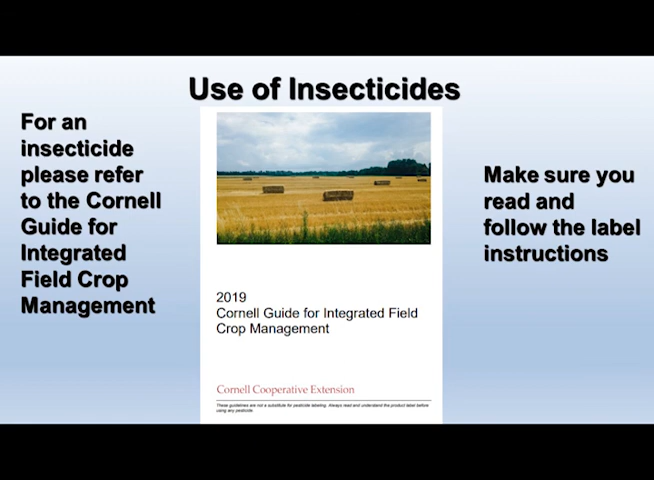 Use of Insecticides
For an
insecticide
please refer
to the Cornell
Guide for
Integrated
Field Crop
Management
2019
Cornell Guide for Integrated Field
Crop Management
Cornell Cooperative Extension
These guidelines are not a substitute for pesticide labeling. Always read and understand the product label before
using any pesticide.
Make sure you
read and
follow the label
instructions